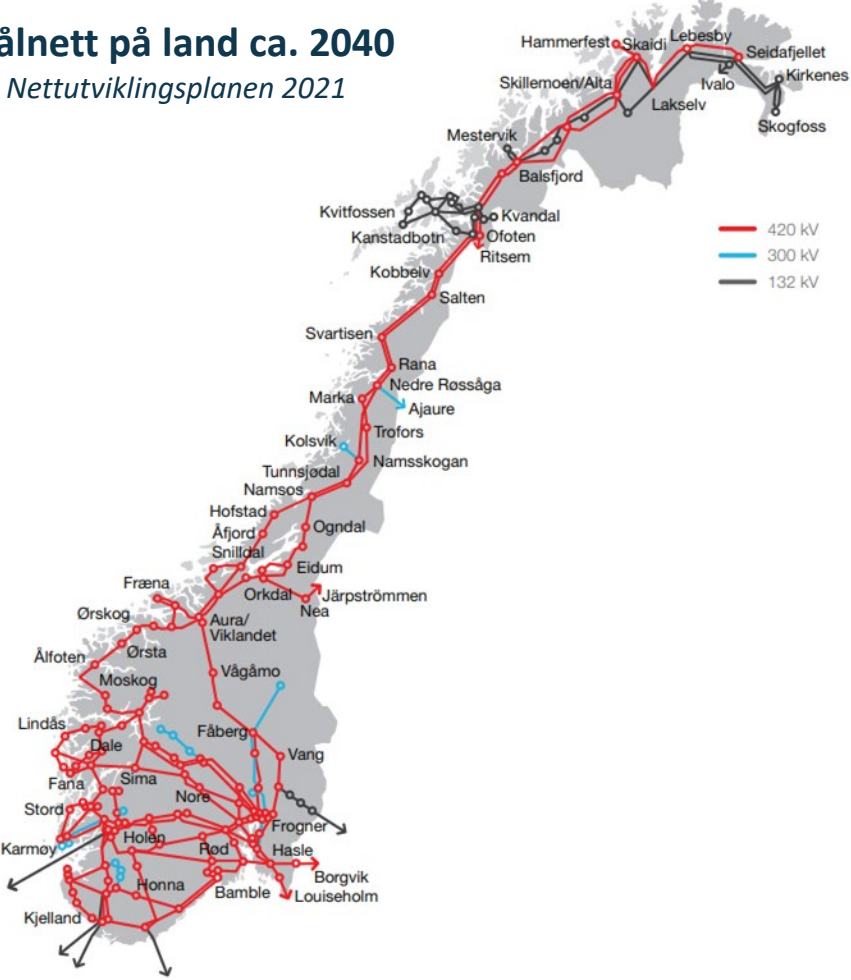 ålnett på land ca. 2040
Nettutviklingsplanen 2021
Hammerfest
Skaidi
Lebesby
Seidafjellet
Skillemoen/Alta
Ivalo
Kirkenes
Lakselv
Skogfoss
Mestervik
Balsfjord
Kvitfossen
Kvandal
Kanstadbotn
Ofoten
Ritsem
420 kV
300 kV
132 kV
Kobbelv
Salten
Svartisen
Rana
Nedre Røssåga
Marka
Ajaure
Trofors
Kolsvik
Namsskogan
Tunnsjødal
Namsos
Hofstad
Ogndal
Åfjord
Snilldal
Eidum
Fræna
Orkdal
Järpströmmen
Nea
Ørskog
Aura/
Viklandet
Ørsta
Ålfoten
Vågåmo
Moskog
Lindås
Fåberg
Dale
Vang
Fana
Sima
Nore
Stord
Frogner
Holen
Karmøy
Rød
Hasle
Borgvik
Honna
Bamble
Louiseholm
Kjelland